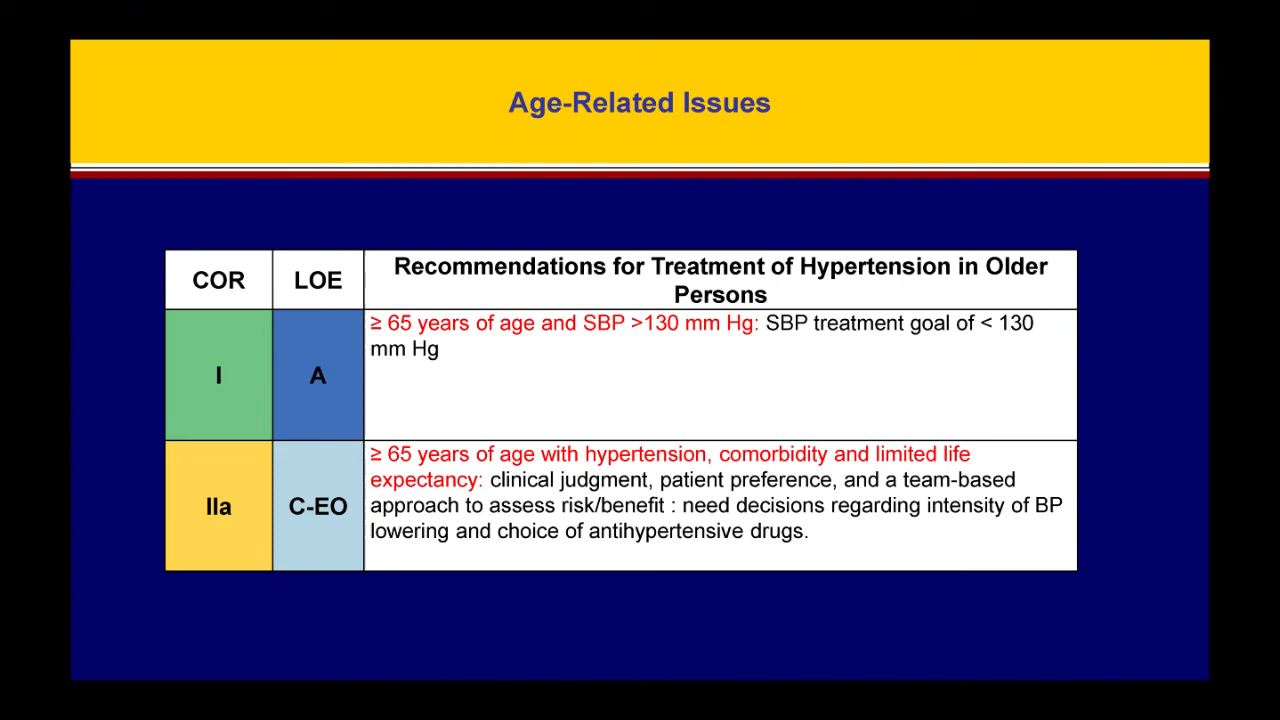 Age-Related Issues
COR
LOE
Recommendations for Treatment of Hypertension in Older
Persons
I
A
≥ 65 years of age and SBP >130 mm Hg: SBP treatment goal of < 130
mm Hg
IIa
C-EO
≥ 65 years of age with hypertension, comorbidity and limited life
expectancy: clinical judgment, patient preference, and a team-based
approach to assess risk/benefit : need decisions regarding intensity of BP
lowering and choice of antihypertensive drugs.